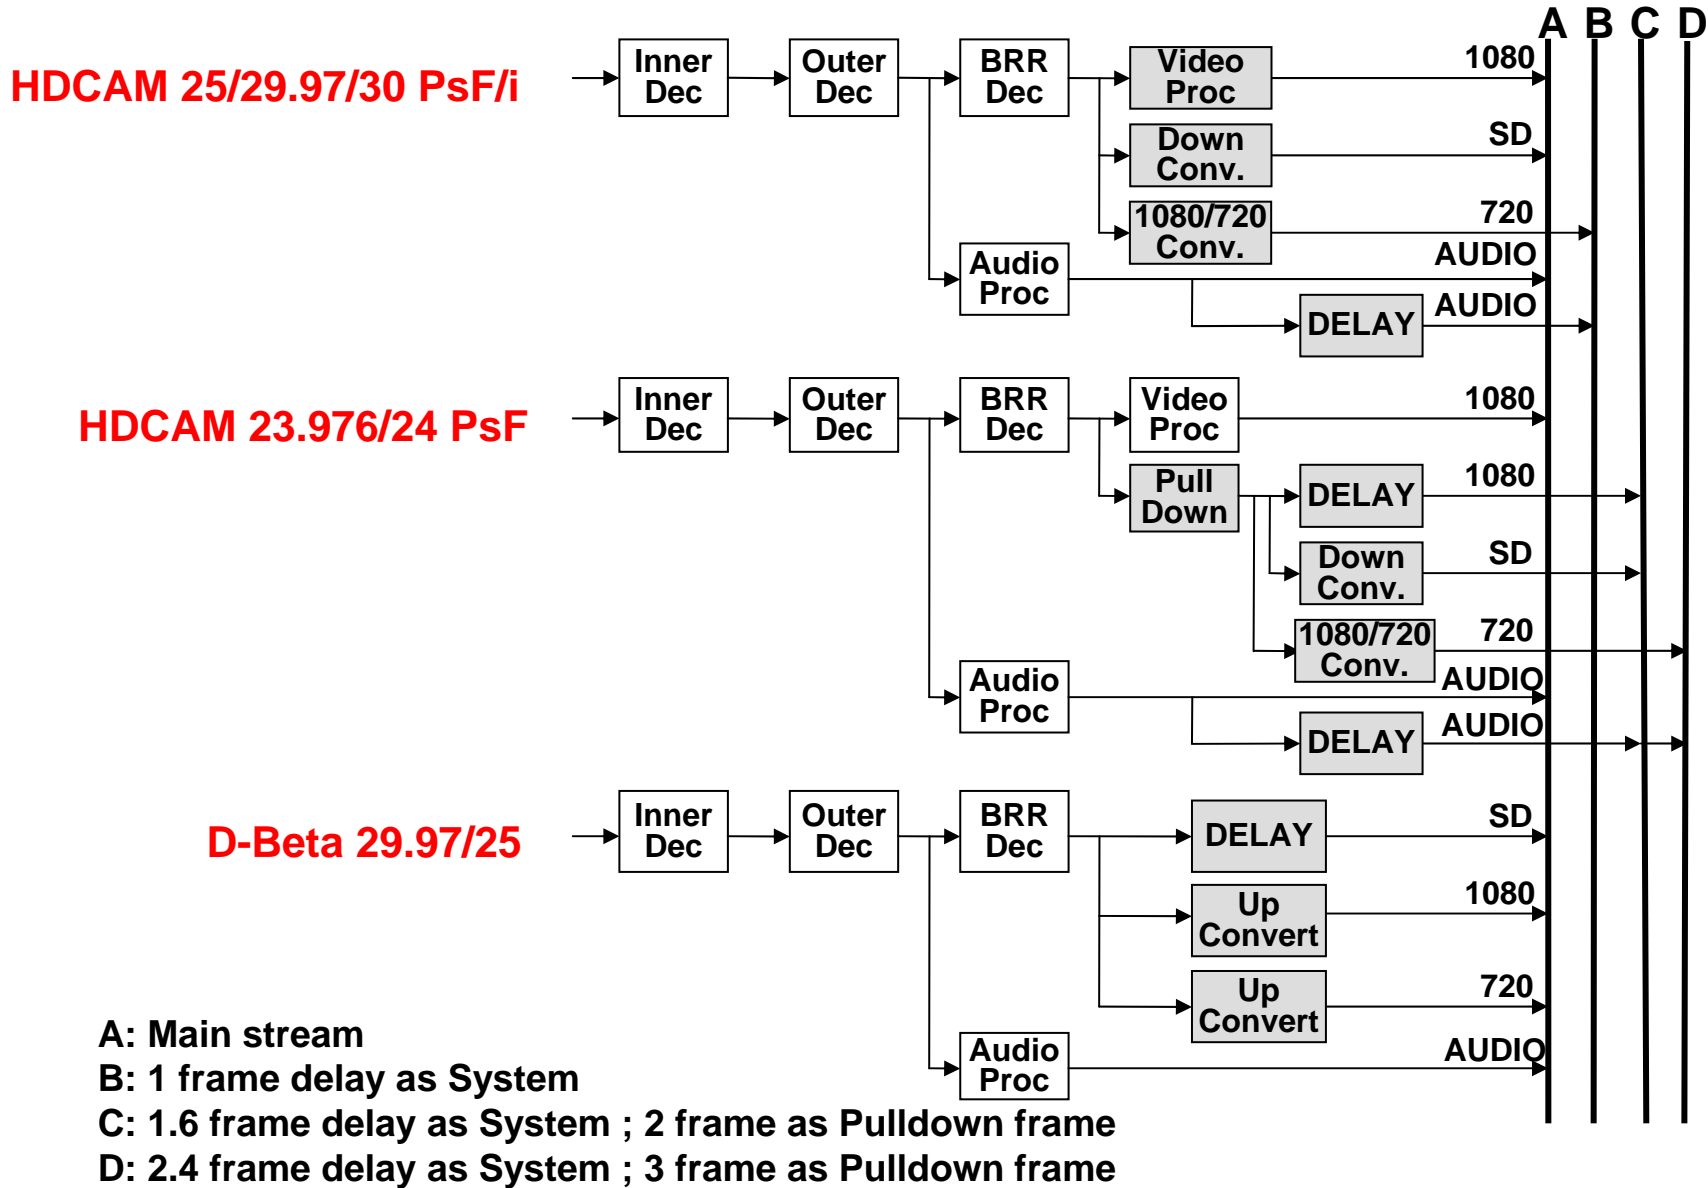 A B C D
HDCAM 25/29.97/30 PsF/i
Inner
Dec
Outer
Dec
BRR
Dec
Video
Proc
1080
Down
Conv.
SD
1080/720
Conv.
720
Audio
Proc
AUDIO
DELAY
AUDIO
HDCAM 23.976/24 PsF
Inner
Dec
Outer
Dec
BRR
Dec
Video
Proc
1080
Pull
Down
DELAY
1080
Down
Conv.
SD
1080/720
Conv.
720
Audio
Proc
AUDIO
DELAY
AUDIO
D-Beta 29.97/25
Inner
Dec
Outer
Dec
BRR
Dec
DELAY
SD
Up
Convert
1080
Up
Convert
720
Audio
Proc
AUDIO
A: Main stream
B: 1 frame delay as System
C: 1.6 frame delay as System ; 2 frame as Pulldown frame
D: 2.4 frame delay as System ; 3 frame as Pulldown frame